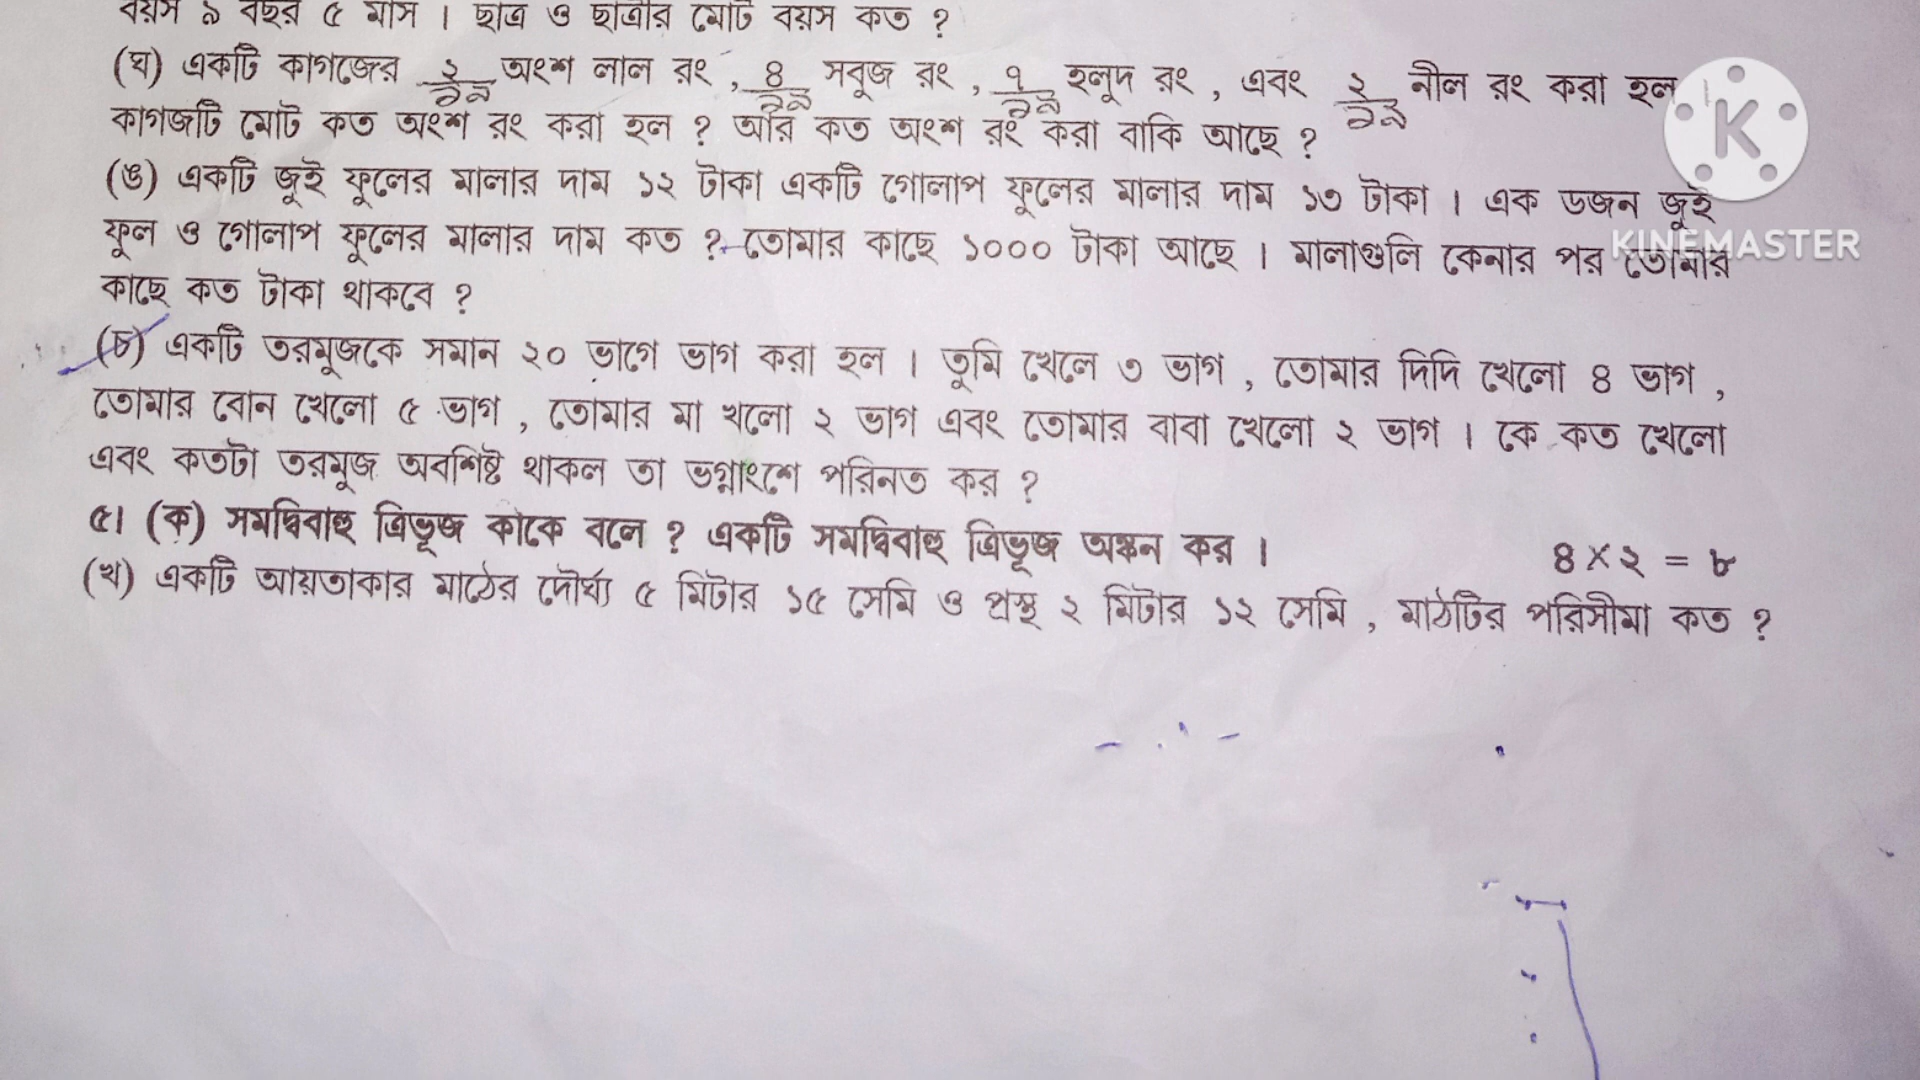 বয়স ৯ বছর ৫ মাস । ছাত্র ও ছাত্রীর মোট বয়স কত ?
(ঘ) একটি কাগজের ২/১৯ অংশ লাল রং , ৪/১৯ সবুজ রং , ৭/১৯ হলুদ রং , এবং ২/১৯ নীল রং করা হল ।
কাগজটি মোট কত অংশ রং করা হল ? আর কত অংশ রং করা বাকি আছে ?
(ঙ) একটি জুই ফুলের মালার দাম ১২ টাকা একটি গোলাপ ফুলের মালার দাম ১৩ টাকা । এক ডজন জুই
ফুল ও গোলাপ ফুলের মালার দাম কত ? তোমার কাছে ১০০০ টাকা আছে । মালাগুলি কেনার পর তোমার
KINEMASTER
কাছে কত টাকা থাকবে ?
(চ) একটি তরমুজকে সমান ২০ ভাগে ভাগ করা হল । তুমি খেলে ৩ ভাগ , তোমার দিদি খেলো ৪ ভাগ ,
তোমার বোন খেলো ৫ ভাগ , তোমার মা খলো ২ ভাগ এবং তোমার বাবা খেলো ২ ভাগ । কে কত খেলো
এবং কতটা তরমুজ অবশিষ্ট থাকল তা ভগ্নাংশে পরিনত কর ?
৫। (ক) সমদ্বিবাহু ত্রিভূজ কাকে বলে ? একটি সমদ্বিবাহু ত্রিভূজ অঙ্কন কর । ৪ × ২ = ৮
(খ) একটি আয়তাকার মাঠের দৌর্ঘ্য ৫ মিটার ১৫ সেমি ও প্রস্থ ২ মিটার ১২ সেমি , মাঠটির পরিসীমা কত ?